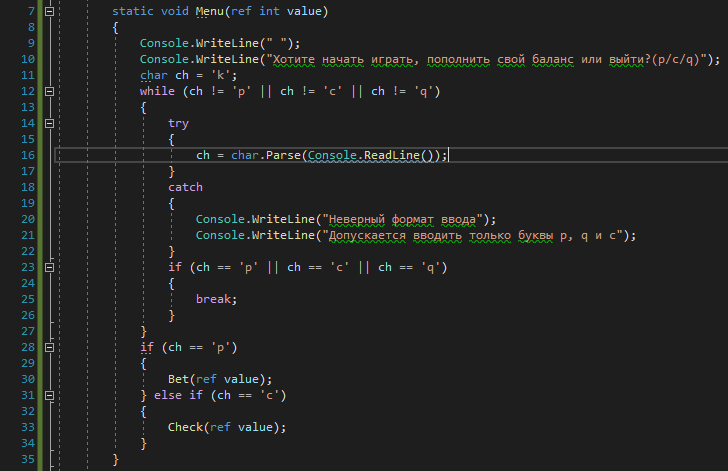 7 static void Menu(ref int value)
8 {
9 Console.WriteLine(" ");
10 Console.WriteLine("Хотите начать играть, пополнить свой баланс или выйти?(p/c/q)");
11 char ch = 'k';
12 while (ch != 'p' || ch != 'c' || ch != 'q')
13 {
14 try
15 {
16 ch = char.Parse(Console.ReadLine());
17 }
18 catch
19 {
20 Console.WriteLine("Неверный формат ввода");
21 Console.WriteLine("Допускается вводить только буквы p, q и c");
22 }
23 if (ch == 'p' || ch == 'c' || ch == 'q')
24 {
25 break;
26 }
27 }
28 if (ch == 'p')
29 {
30 Bet(ref value);
31 } else if (ch == 'c')
32 {
33 Check(ref value);
34 }
35 }